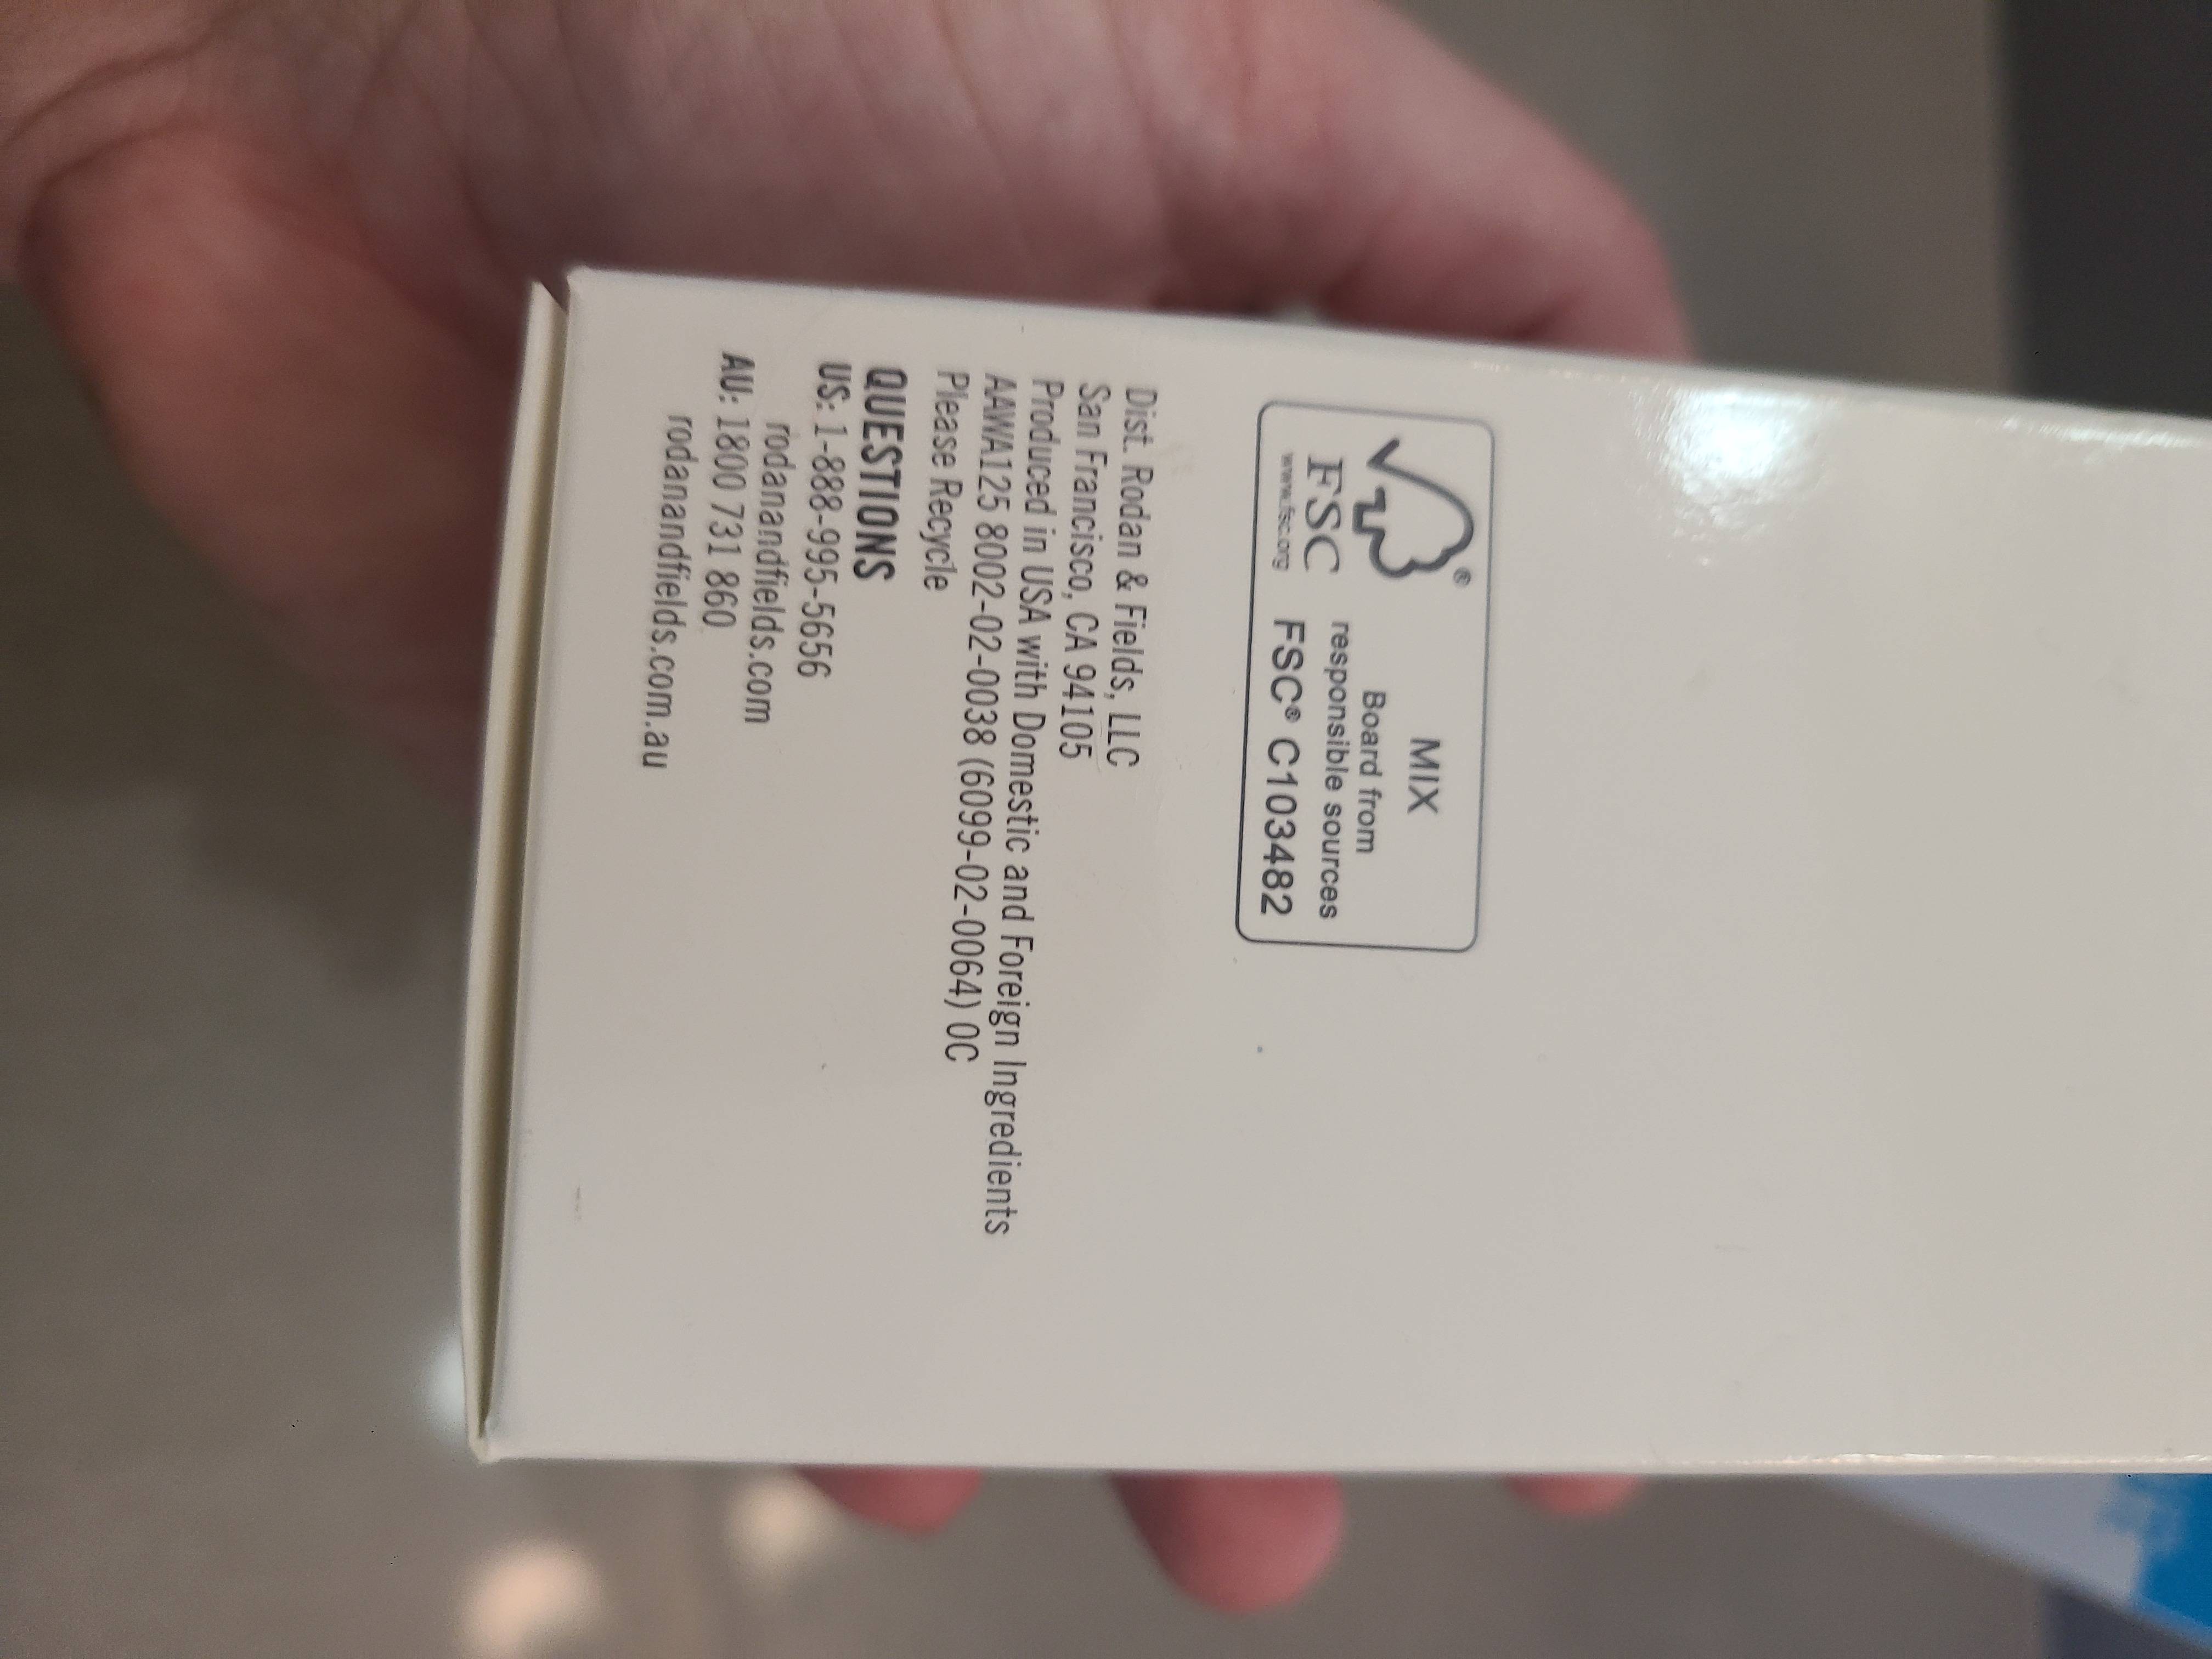 MIX
Board from
responsible sources
FSC® C103482
®
FSC
www.fsc.org
Dist. Rodan & Fields, LLC
San Francisco, CA 94105
Produced in USA with Domestic and Foreign Ingredients
AAWA125 8002-02-0038 (6099-02-0064) 0C
Please Recycle
QUESTIONS
US: 1-888-995-5656
rodanandfields.com
AU: 1800 731 860
rodanandfields.com.au